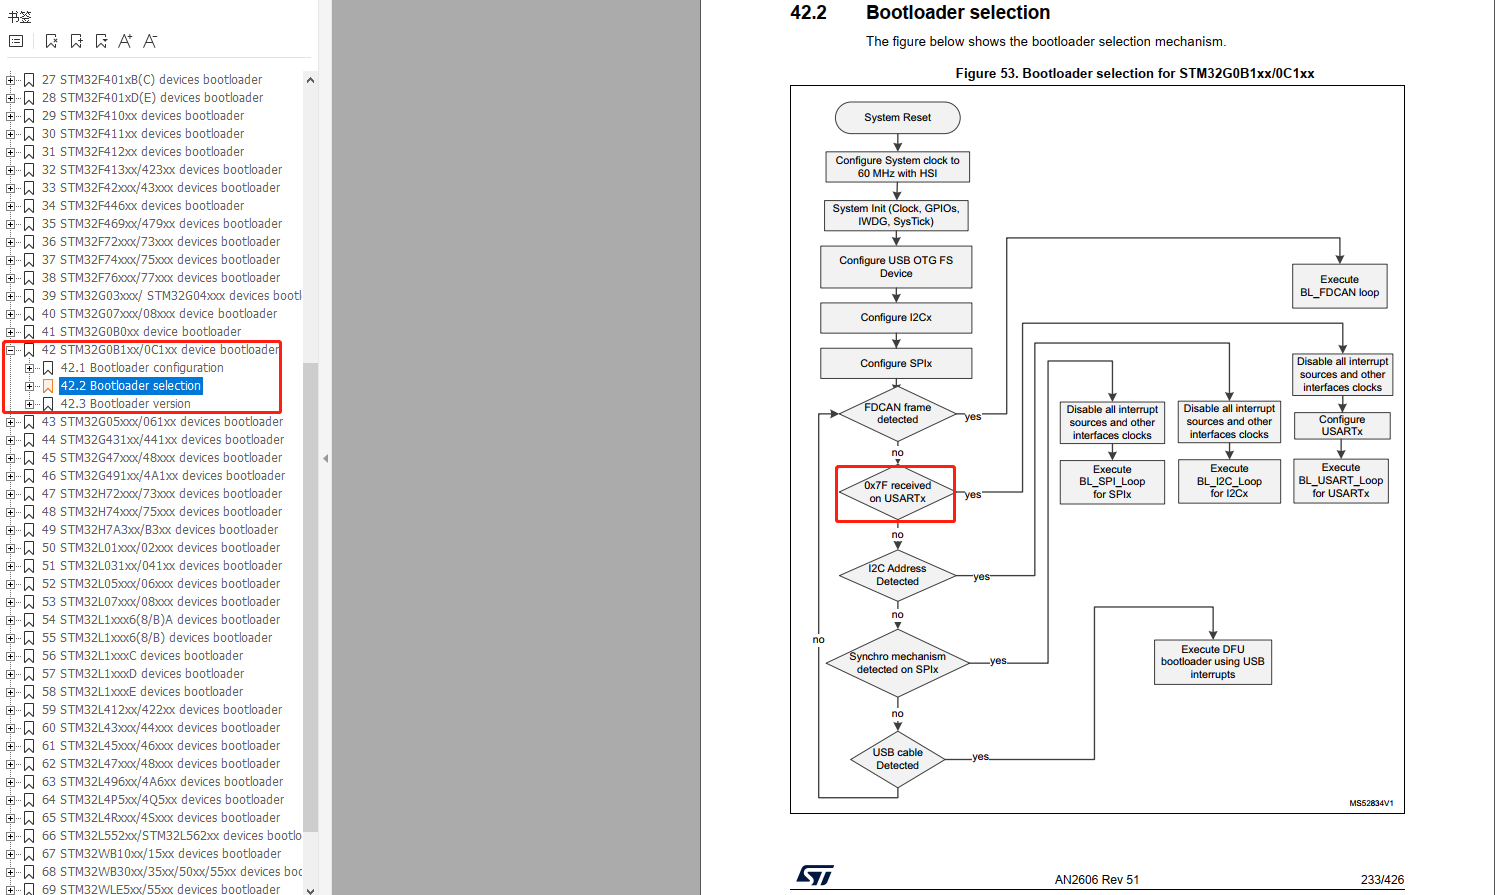 书签
27 STM32F401xB(C) devices bootloader
28 STM32F401xD(E) devices bootloader
29 STM32F410xx devices bootloader
30 STM32F411xx devices bootloader
31 STM32F412xx devices bootloader
32 STM32F413xx/423xx devices bootloader
33 STM32F42xxx/43xxx devices bootloader
34 STM32F446xx devices bootloader
35 STM32F469xx/479xx devices bootloader
36 STM32F72xxx/73xxx devices bootloader
37 STM32F74xxx/75xxx devices bootloader
38 STM32F76xxx/77xxx devices bootloader
39 STM32G03xxx/ STM32G04xxx devices bootl
40 STM32G07xxx/08xxx device bootloader
41 STM32G0B0xx device bootloader
42 STM32G0B1xx/0C1xx device bootloader
42.1 Bootloader configuration
42.2 Bootloader selection
42.3 Bootloader version
43 STM32G05xxx/061xx devices bootloader
44 STM32G431xx/441xx devices bootloader
45 STM32G47xxx/48xxx devices bootloader
46 STM32G491xx/4A1xx devices bootloader
47 STM32H72xxx/73xxx devices bootloader
48 STM32H74xxx/75xxx devices bootloader
49 STM32H7A3xx/B3xx devices bootloader
50 STM32L01xxx/02xxx devices bootloader
51 STM32L031xx/041xx devices bootloader
52 STM32L05xxx/06xxx devices bootloader
53 STM32L07xxx/08xxx devices bootloader
54 STM32L1xxx6(8/B)A devices bootloader
55 STM32L1xxx6(8/B) devices bootloader
56 STM32L1xxxC devices bootloader
57 STM32L1xxxD devices bootloader
58 STM32L1xxxE devices bootloader
59 STM32L412xx/422xx devices bootloader
60 STM32L43xxx/44xxx devices bootloader
61 STM32L45xxx/46xxx devices bootloader
62 STM32L47xxx/48xxx devices bootloader
63 STM32L496xx/4A6xx devices bootloader
64 STM32L4P5xx/4Q5xx devices bootloader
65 STM32L4Rxxx/4Sxxx devices bootloader
66 STM32L552xx/STM32L562xx devices bootlo
67 STM32WB10xx/15xx devices bootloader
68 STM32WB30xx/35xx/50xx/55xx devices boo
69 STM32WLE5xx/55xx devices bootloader
42.2 Bootloader selection
The figure below shows the bootloader selection mechanism.
Figure 53. Bootloader selection for STM32G0B1xx/0C1xx
System Reset
Configure System clock to
60 MHz with HSI
System Init (Clock, GPIOs,
IWDG, SysTick)
Configure USB OTG FS
Device
Configure I2Cx
Configure SPIx
FDCAN frame
detected
yes
no
0x7F received
on USARTx
yes
no
I2C Address
Detected
yes
no
Synchro mechanism
detected on SPIx
yes
no
USB cable
Detected
yes
no
Execute
BL_FDCAN loop
Disable all interrupt
sources and other
interfaces clocks
Configure
USARTx
Execute
BL_USART_Loop
for USARTx
Disable all interrupt
sources and other
interfaces clocks
Execute
BL_I2C_Loop
for I2Cx
Disable all interrupt
sources and other
interfaces clocks
Execute
BL_SPI_Loop
for SPIx
Execute DFU
bootloader using USB
interrupts
MS52834V1
ST
AN2606 Rev 51
233/426